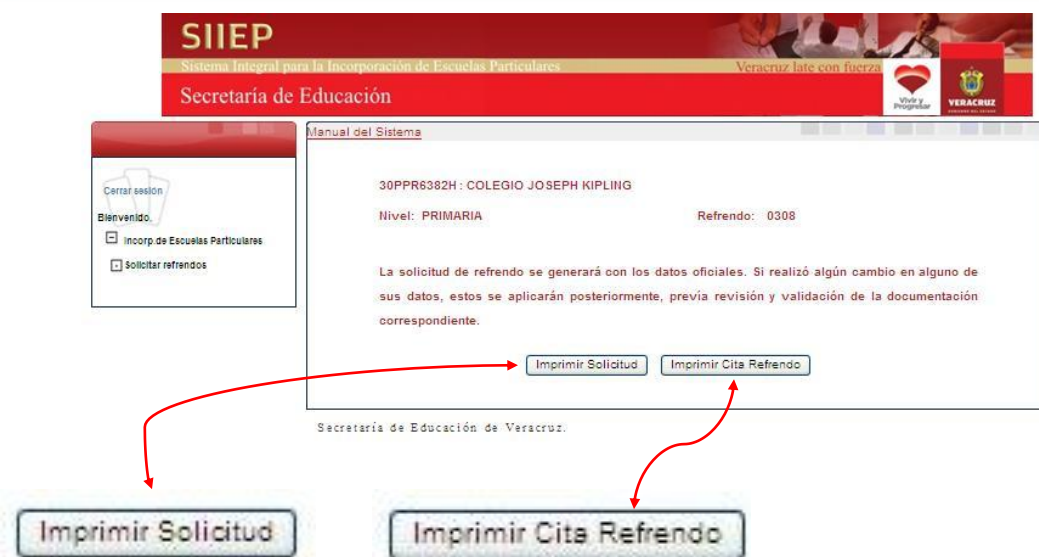 SIIEP
Sistema Integral para la Incorporación de Escuelas Particulares
Veracruz late con fuerza
Secretaría de Educación
Vivir y
Progresar
VERACRUZ
Manual del Sistema
Cerrar sesión
Bienvenido.
Incorp.de Escuelas Particulares
Solicitar refrendos
30PPR6382H : COLEGIO JOSEPH KIPLING
Nivel: PRIMARIA
Refrendo: 0308
La solicitud de refrendo se generará con los datos oficiales. Si realizó algún cambio en alguno de
sus datos, estos se aplicarán posteriormente, previa revisión y validación de la documentación
correspondiente.
Imprimir Solicitud
Imprimir Cita Refrendo
Secretaría de Educación de Veracruz.
Imprimir Solicitud
Imprimir Cita Refrendo